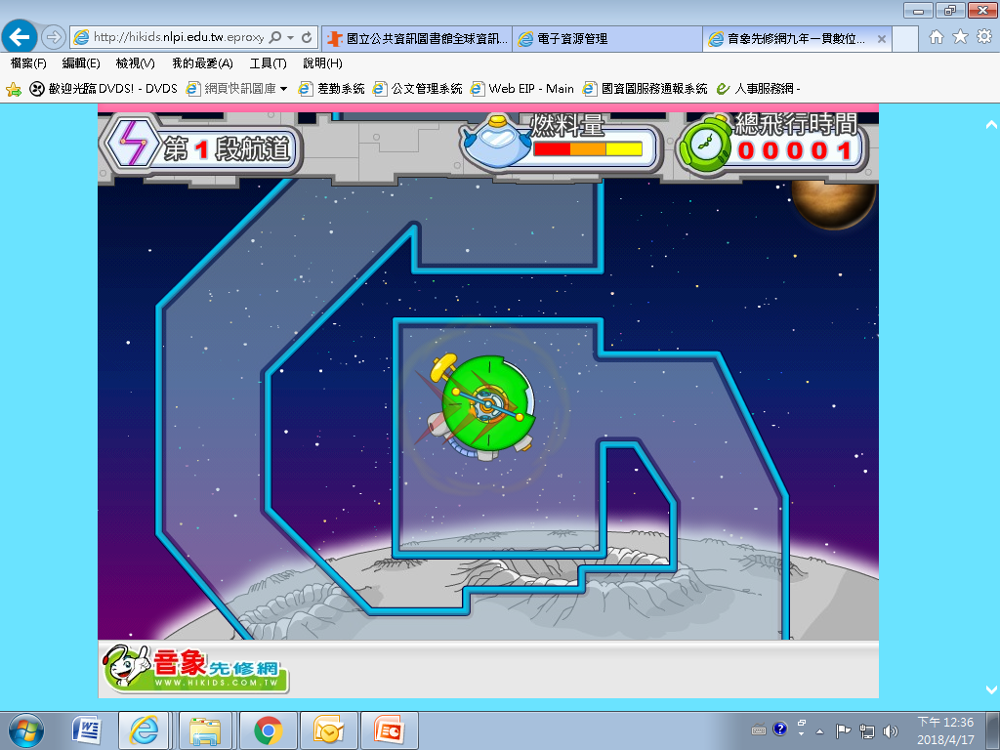 http://hikids.nlpi.edu.tw.eproxy
國立公共資訊圖書館全球資訊...
電子資源管理
音象先修網九年一貫數位...
檔案(F) 編輯(E) 檢視(V) 我的最愛(A) 工具(T) 說明(H)
歡迎光臨DVDS! - DVDS 網頁快訊圖庫 差勤系統 公文管理系統 Web EIP - Main 國資圖服務通報系統 人事服務網 -
第1段航道
燃料量
總飛行時間
00001
音象先修網
WWW.HIKIDS.COM.TW
下午 12:36
2018/4/17